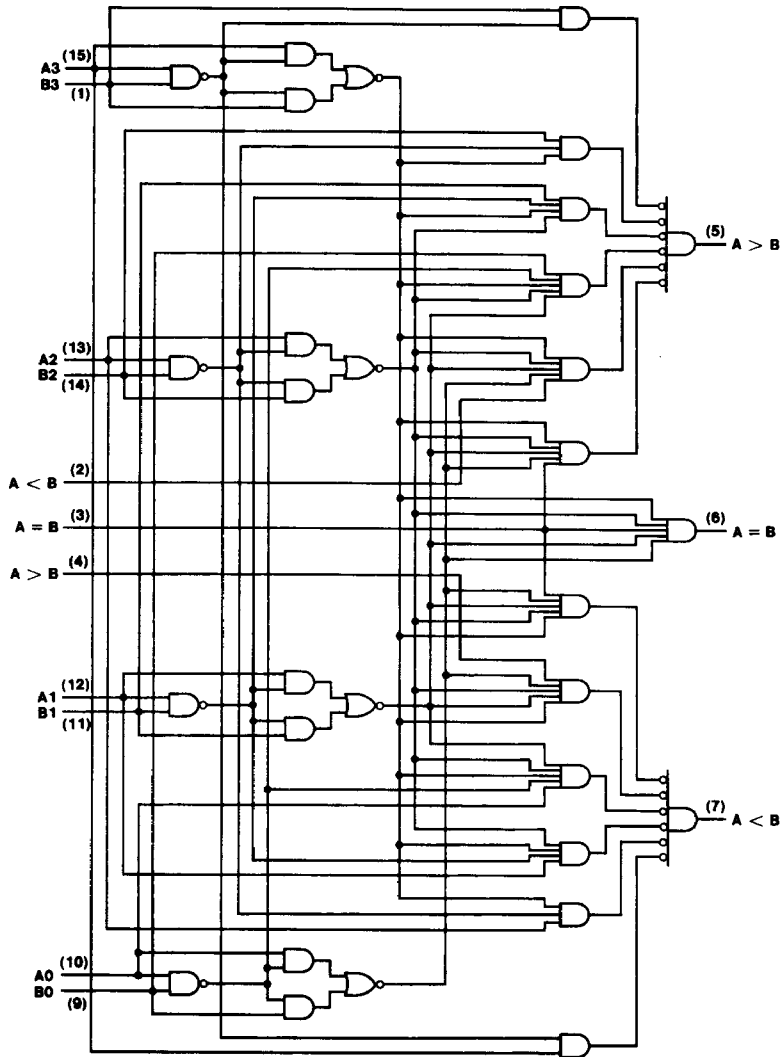 (15)
A3
B3
(1)
(5)
A > B
(13)
A2
B2
(14)
(2)
A < B
(3)
A = B
(6)
A = B
(4)
A > B
(12)
A1
B1
(11)
(7)
A < B
(10)
A0
B0
(9)